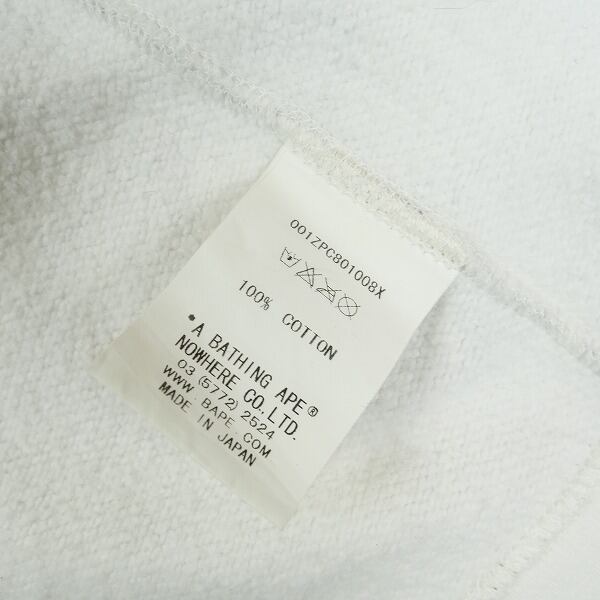 001ZPC801008X
100% COTTON
*A BATHING APE®
NOWHERE CO.,LTD.
03(5772)2524
WWW.BAPE.COM
MADE IN JAPAN